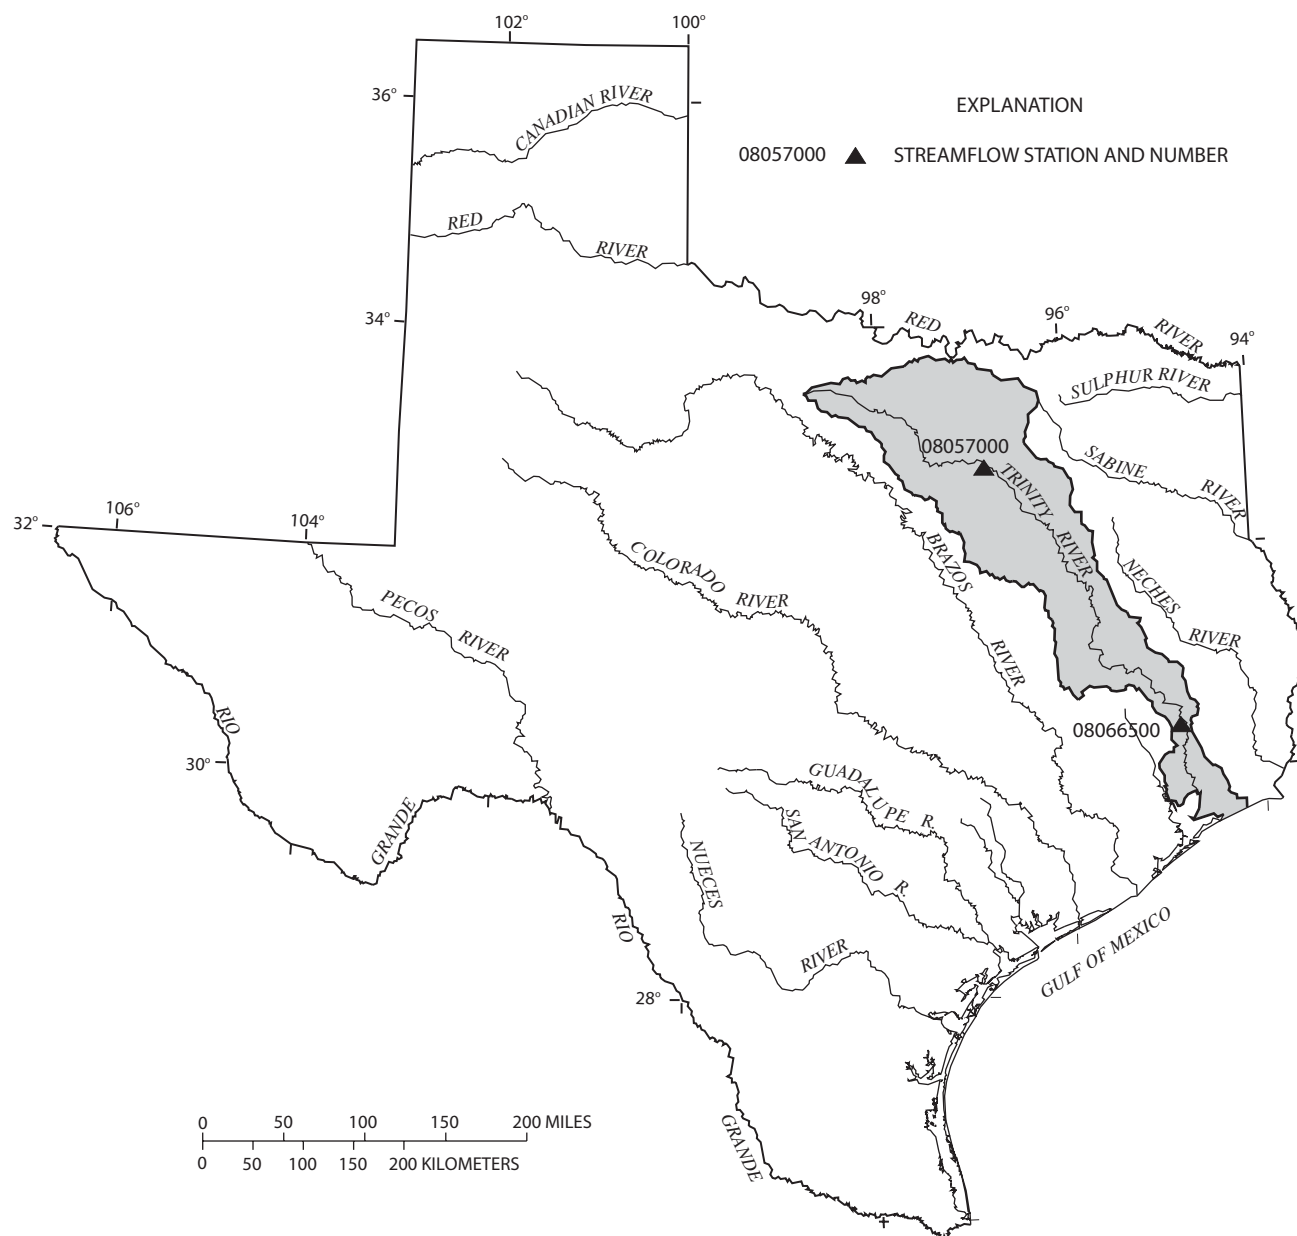 102°
100°
36°
CANADIAN RIVER
EXPLANATION
08057000
STREAMFLOW STATION AND NUMBER
RED
RIVER
34°
98°
RED
96°
RIVER
94°
SULPHUR RIVER
08057000
TRINITY
RIVER
SABINE
RIVER
32°
106°
104°
BRAZOS
RIVER
COLORADO
RIVER
NECHES
RIVER
PECOS
RIVER
RIO
GRANDE
08066500
30°
GUADALUPE R.
SAN ANTONIO R.
NUECES
RIVER
RIO
GRANDE
GULF OF MEXICO
28°
0 50 100 150 200 MILES
0 50 100 150 200 KILOMETERS